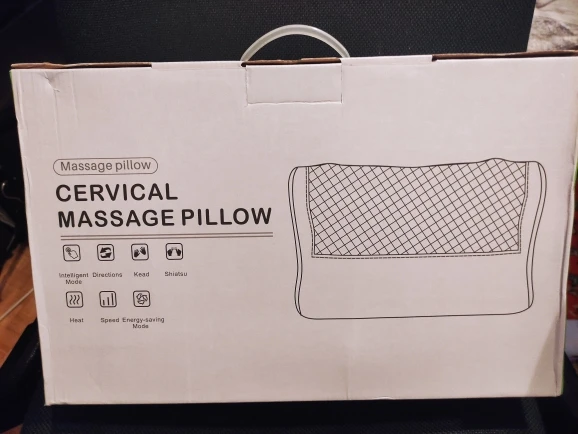 Massage pillow
CERVICAL
MASSAGE PILLOW
Intelligent Mode
Directions
Kead
Shiatsu
Heat
Speed
Energy-saving Mode